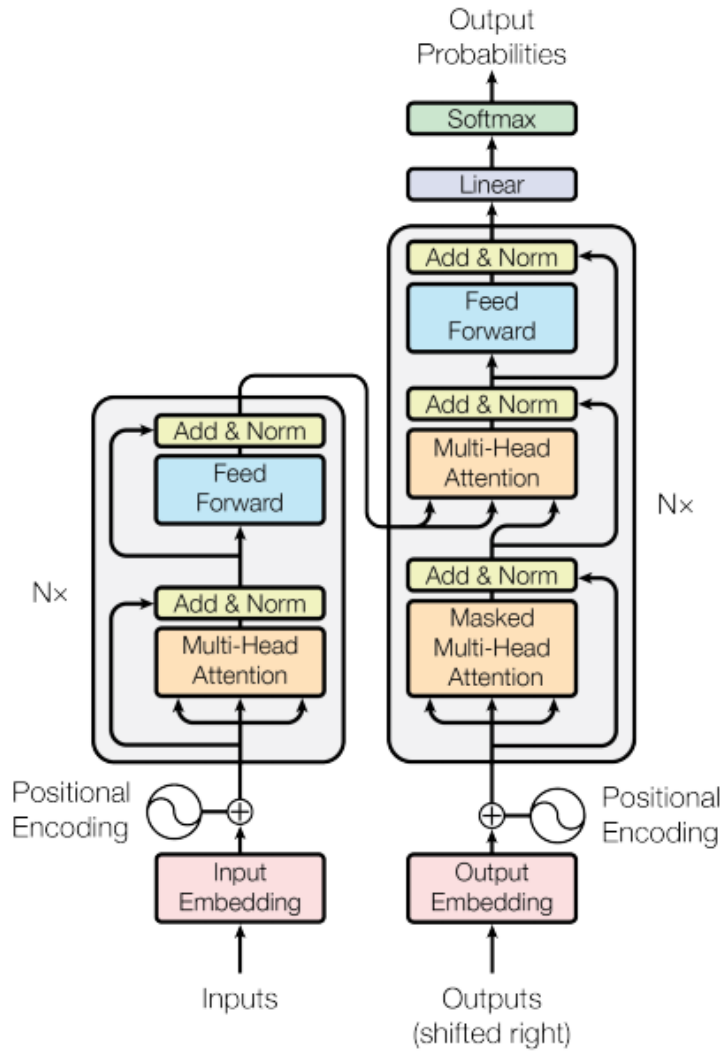 Output
Probabilities
Softmax
Linear
Add & Norm
Feed
Forward
Add & Norm
Multi-Head
Attention
Nx
Add & Norm
Masked
Multi-Head
Attention
Add & Norm
Feed
Forward
Nx
Add & Norm
Multi-Head
Attention
Positional
Encoding
Positional
Encoding
Input
Embedding
Output
Embedding
Inputs
Outputs
(shifted right)